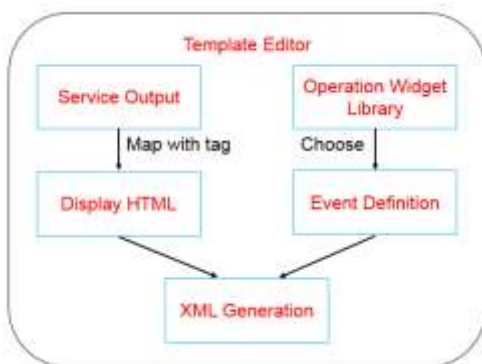 Template Editor
Service Output
Operation Widget
Library
Map with tag
Choose
Display HTML
Event Definition
XML Generation